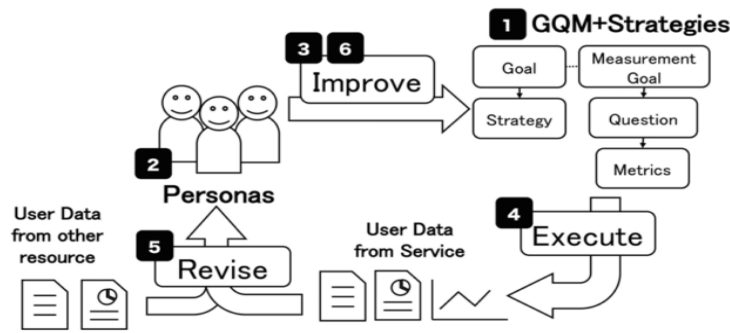 1 GQM+Strategies
3 6
Improve
Goal
Measurement
Goal
Strategy
Question
Metrics
2
Personas
4
Execute
User Data
from other
resource
5
Revise
User Data
from Service